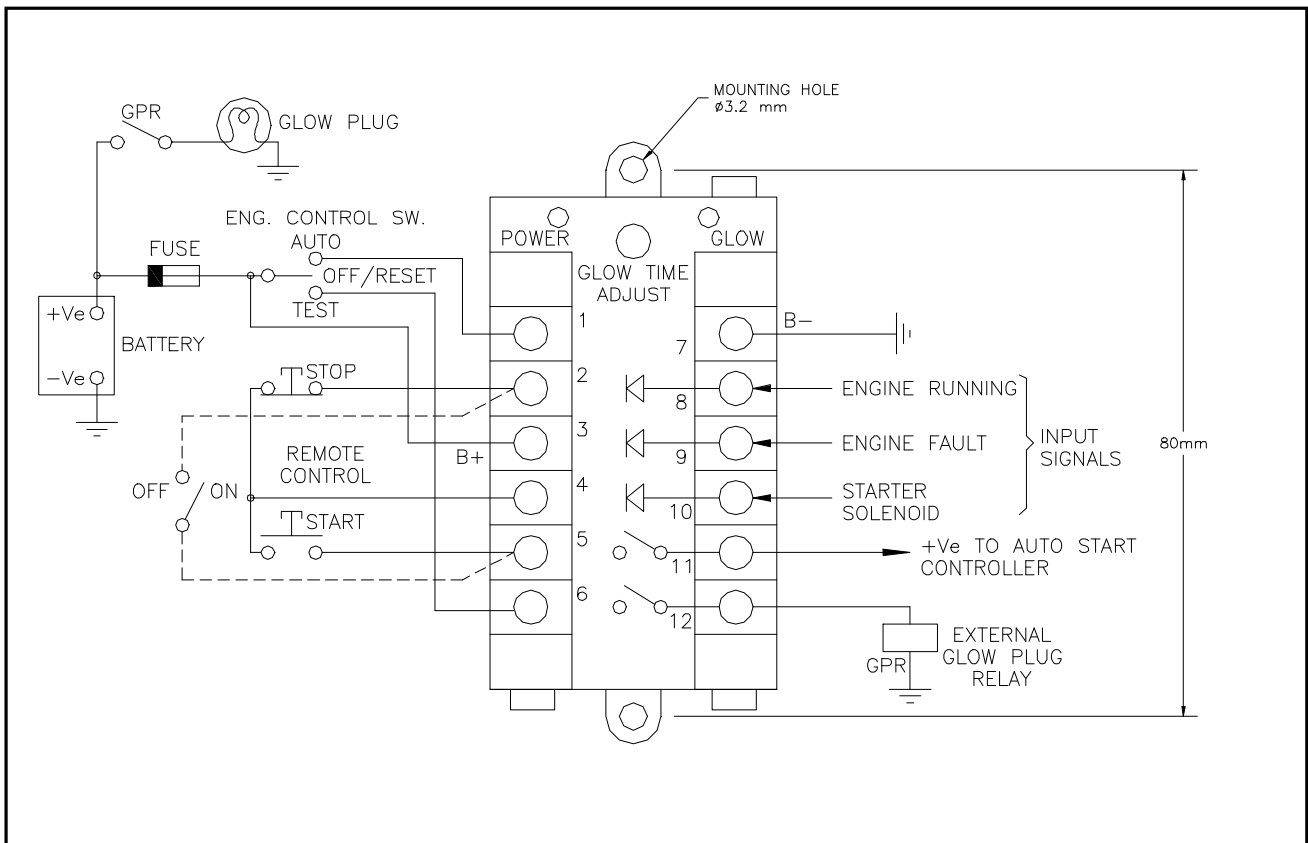 MOUNTING HOLE
ø3.2 mm
GPR
GLOW PLUG
ENG. CONTROL SW.
AUTO
OFF/RESET
TEST
FUSE
+Ve
BATTERY
-Ve
POWER
GLOW
GLOW TIME
ADJUST
1
2
3
4
5
6
7
8
9
10
11
12
B-
B+
STOP
REMOTE
CONTROL
OFF
ON
START
ENGINE RUNNING
ENGINE FAULT
STARTER
SOLENOID
INPUT
SIGNALS
80mm
+Ve TO AUTO START
CONTROLLER
GPR
EXTERNAL
GLOW PLUG
RELAY